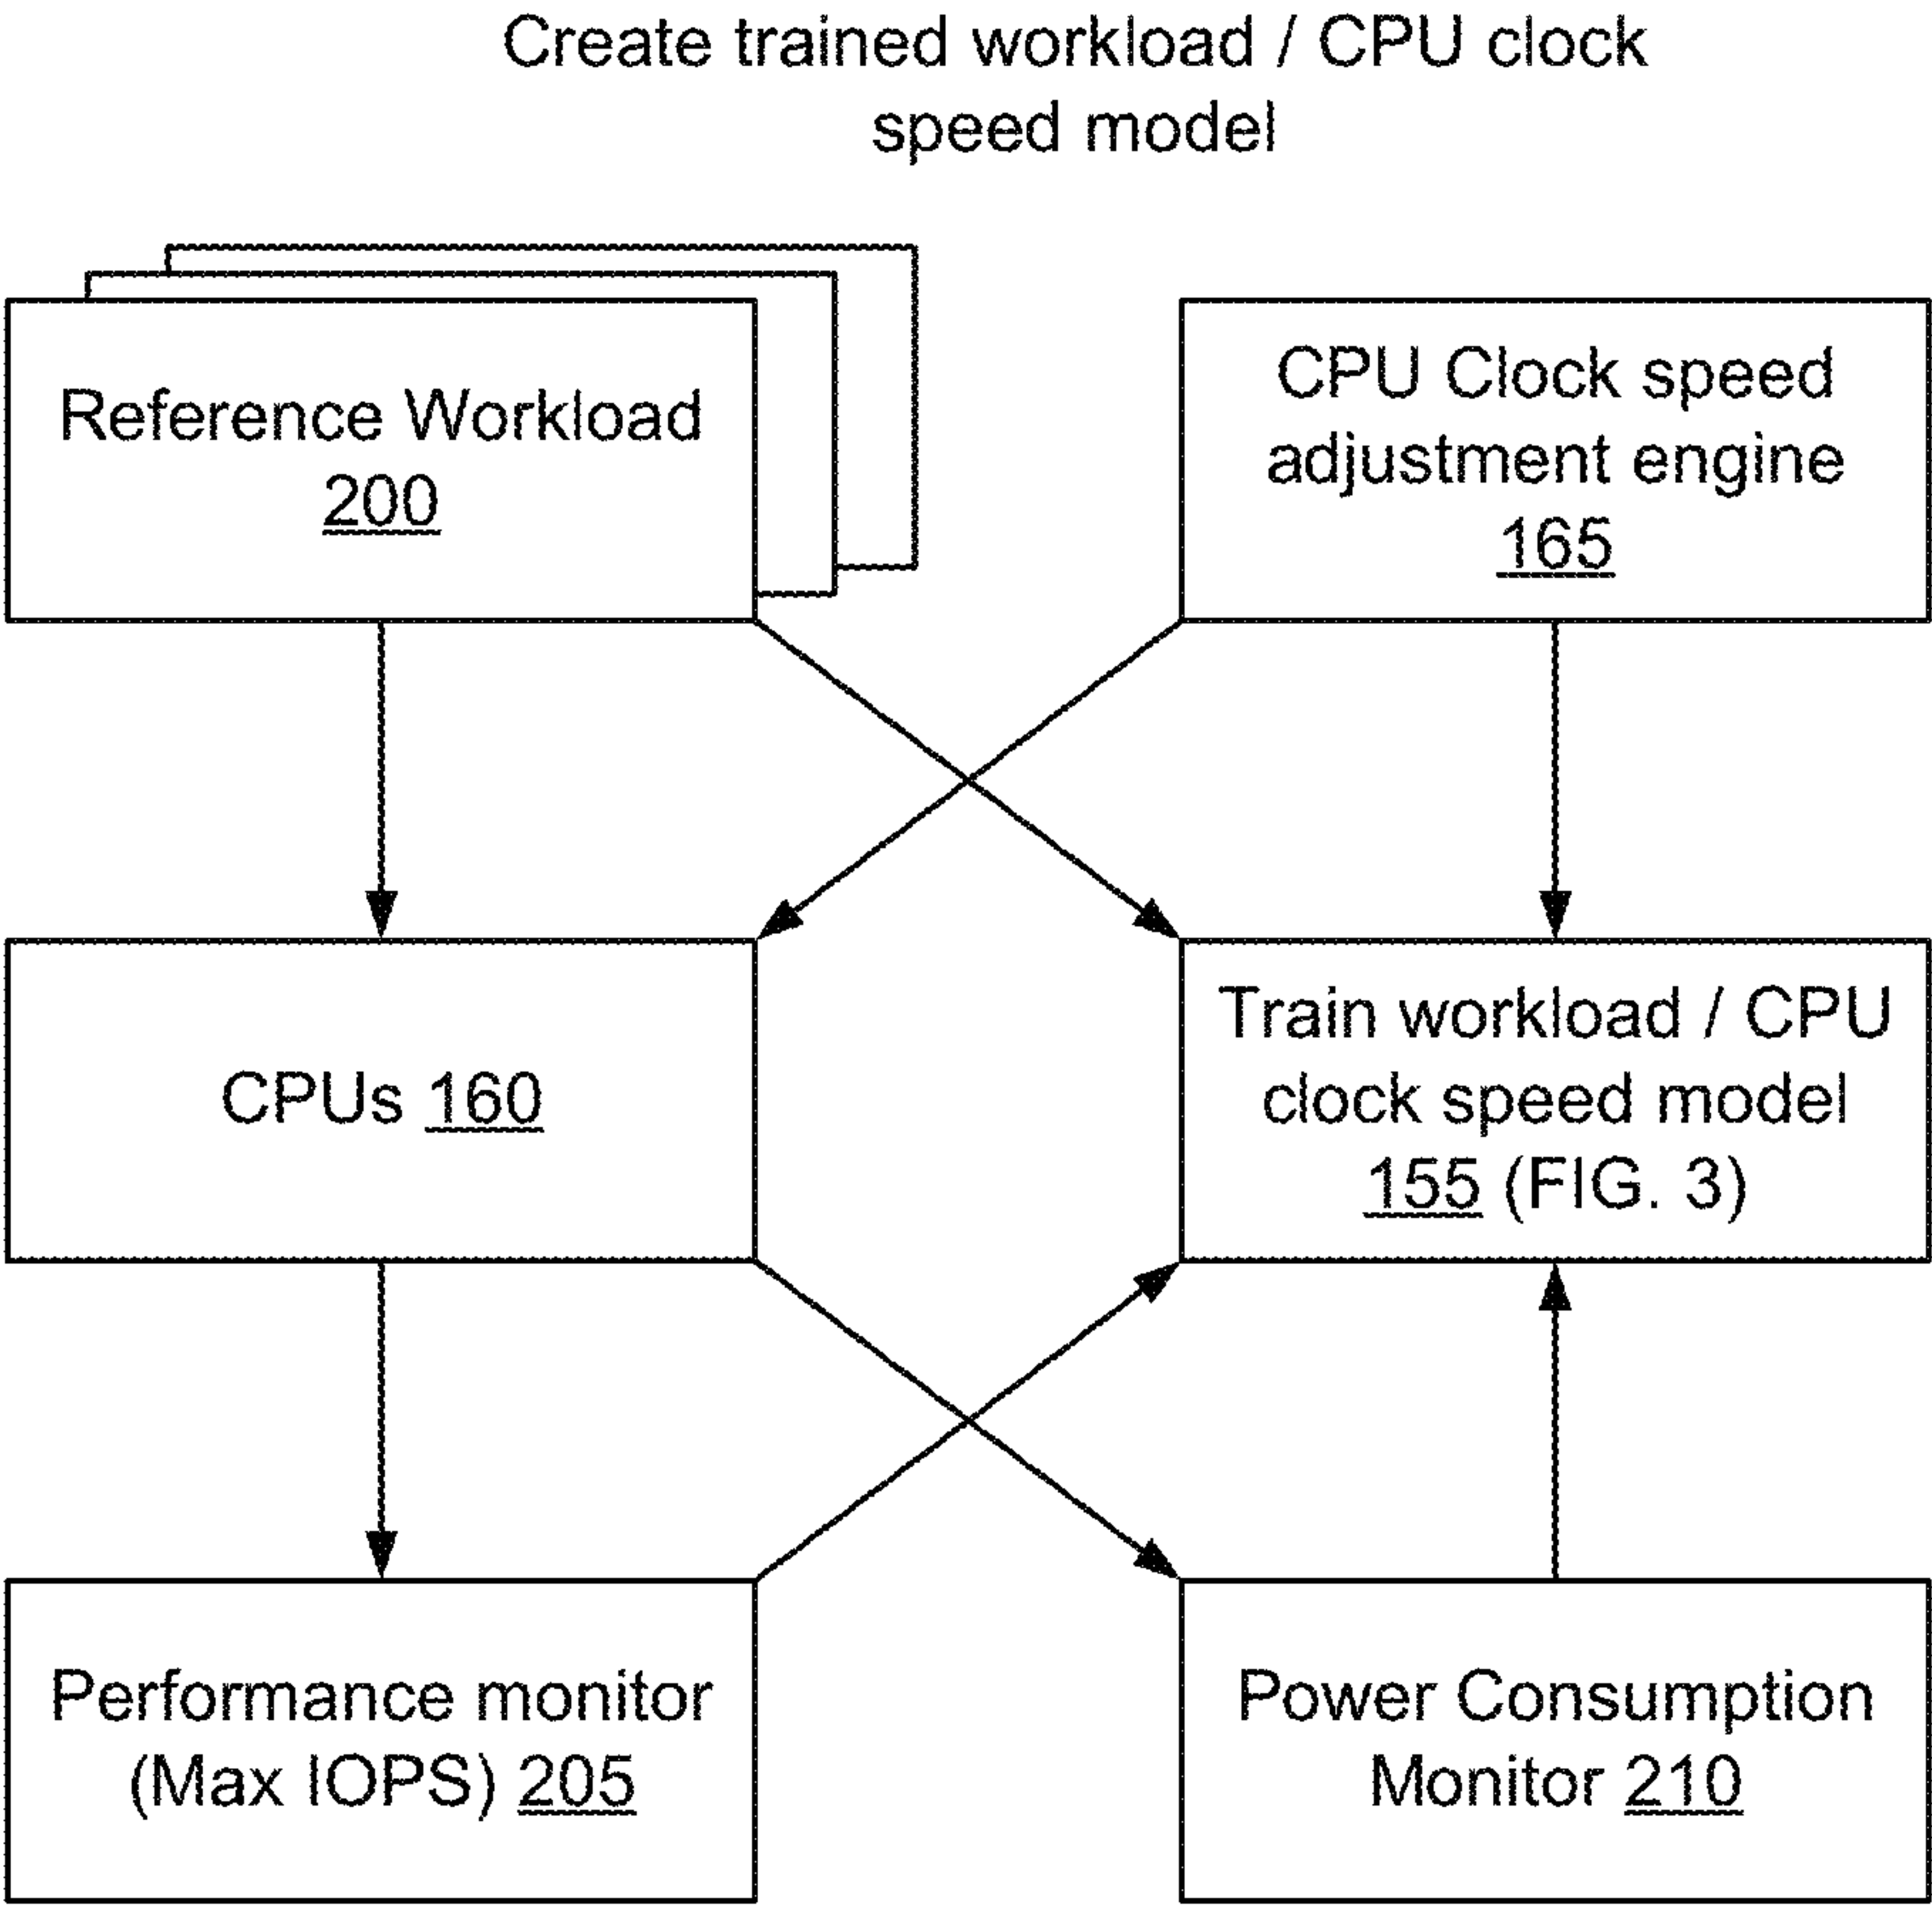 Create trained workload / CPU clock
speed model
Reference Workload
200
CPU Clock speed
adjustment engine
165
CPUs 160
Train workload / CPU
clock speed model
155 (FIG. 3)
Performance monitor
(Max IOPS) 205
Power Consumption
Monitor 210